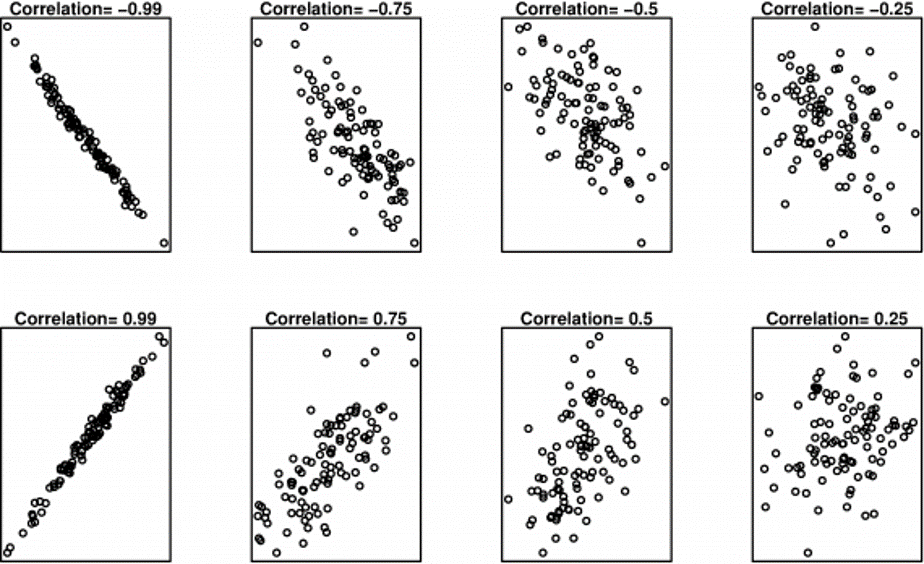 Correlation= −0.99
Correlation= −0.75
Correlation= −0.5
Correlation= −0.25
Correlation= 0.99
Correlation= 0.75
Correlation= 0.5
Correlation= 0.25